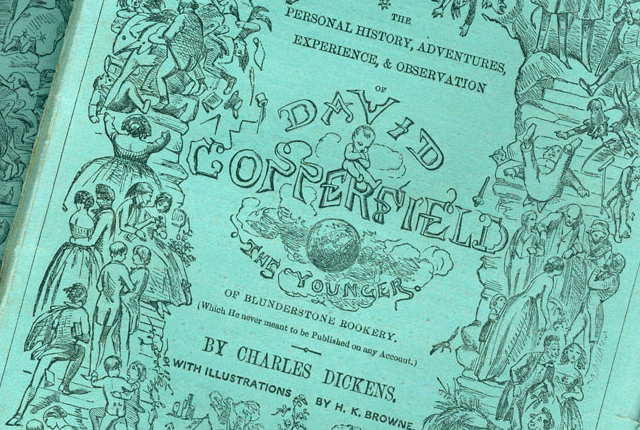 THE
PERSONAL HISTORY, ADVENTURES,
EXPERIENCE, & OBSERVATION
OF
DAVID
COPPERFIELD
THE YOUNGER.
OF BLUNDERSTONE ROOKERY.
(Which He never meant to be Published on any Account.)
BY CHARLES DICKENS.
WITH ILLUSTRATIONS BY H. K. BROWNE.